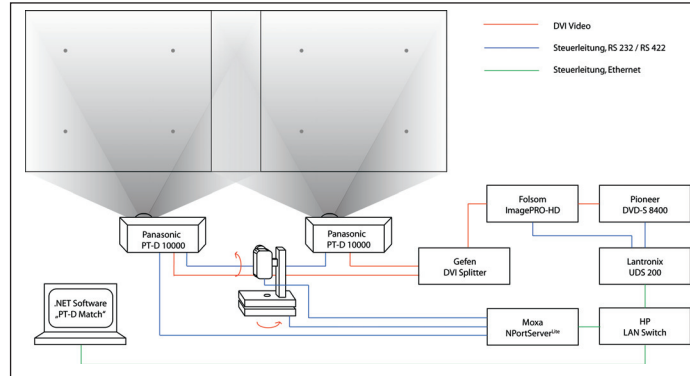 DVI Video
Steuerleitung, RS 232 / RS 422
Steuerleitung, Ethernet
Panasonic
PT-D 10000
Panasonic
PT-D 10000
Folsom
ImagePRO-HD
Pioneer
DVD-S 8400
Gefen
DVI Splitter
Lantronix
UDS 200
.NET Software
„PT-D Match“
Moxa
NPortServerLite
HP
LAN Switch